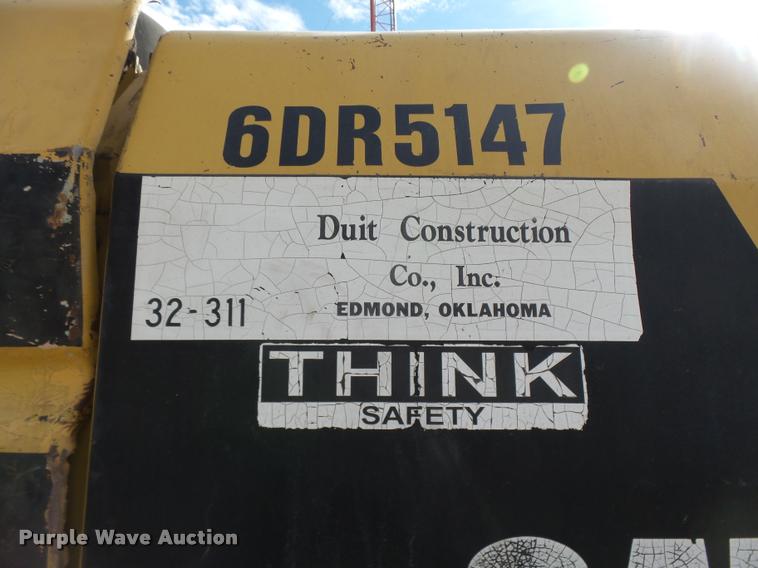 6DR5147
Duit Construction
Co., Inc.
32-311
EDMOND, OKLAHOMA
THINK
SAFETY
Purple Wave Auction